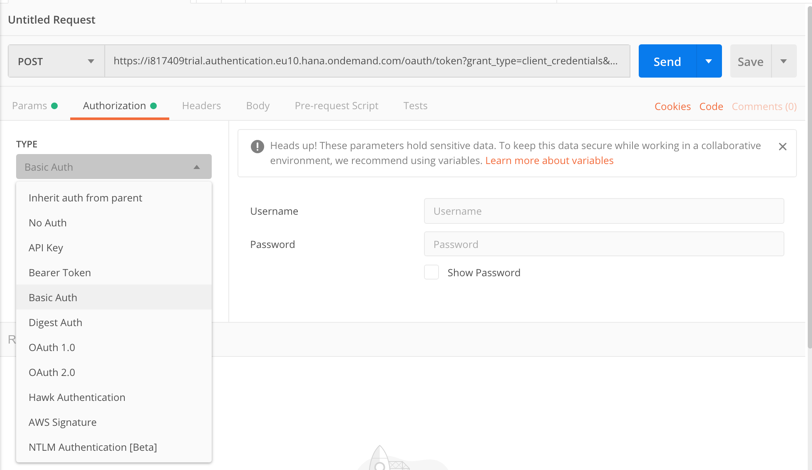 Untitled Request
POST
https://i817409trial.authentication.eu10.hana.ondemand.com/oauth/token?grant_type=client_credentials&...
Send
Save
Params
Authorization
Headers
Body
Pre-request Script
Tests
Cookies
Code
Comments (0)
TYPE
Basic Auth
Heads up! These parameters hold sensitive data. To keep this data secure while working in a collaborative
environment, we recommend using variables. Learn more about variables
Inherit auth from parent
No Auth
API Key
Bearer Token
Basic Auth
Digest Auth
OAuth 1.0
OAuth 2.0
Hawk Authentication
AWS Signature
NTLM Authentication [Beta]
Username
Username
Password
Password
Show Password